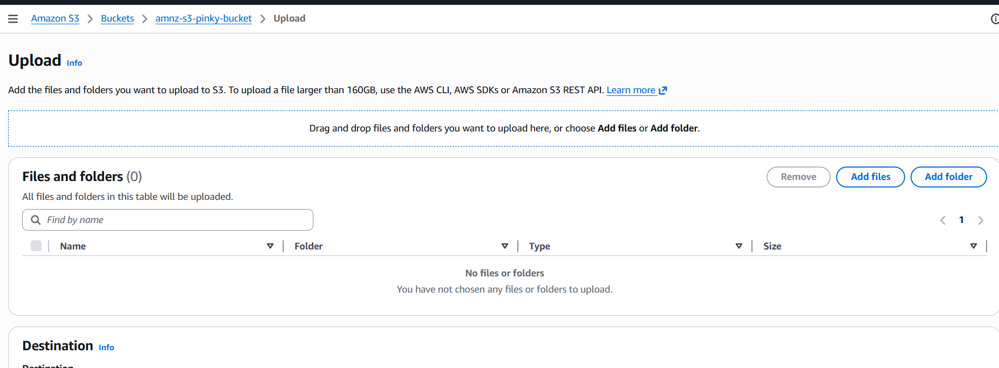 Amazon S3 > Buckets > amnz-s3-pinky-bucket > Upload
Upload Info
Add the files and folders you want to upload to S3. To upload a file larger than 160GB, use the AWS CLI, AWS SDKs or Amazon S3 REST API. Learn more
Drag and drop files and folders you want to upload here, or choose Add files or Add folder.
Files and folders (0)
Remove Add files Add folder
All files and folders in this table will be uploaded.
Find by name
1
Name Folder Type Size
No files or folders
You have not chosen any files or folders to upload.
Destination Info
Destination